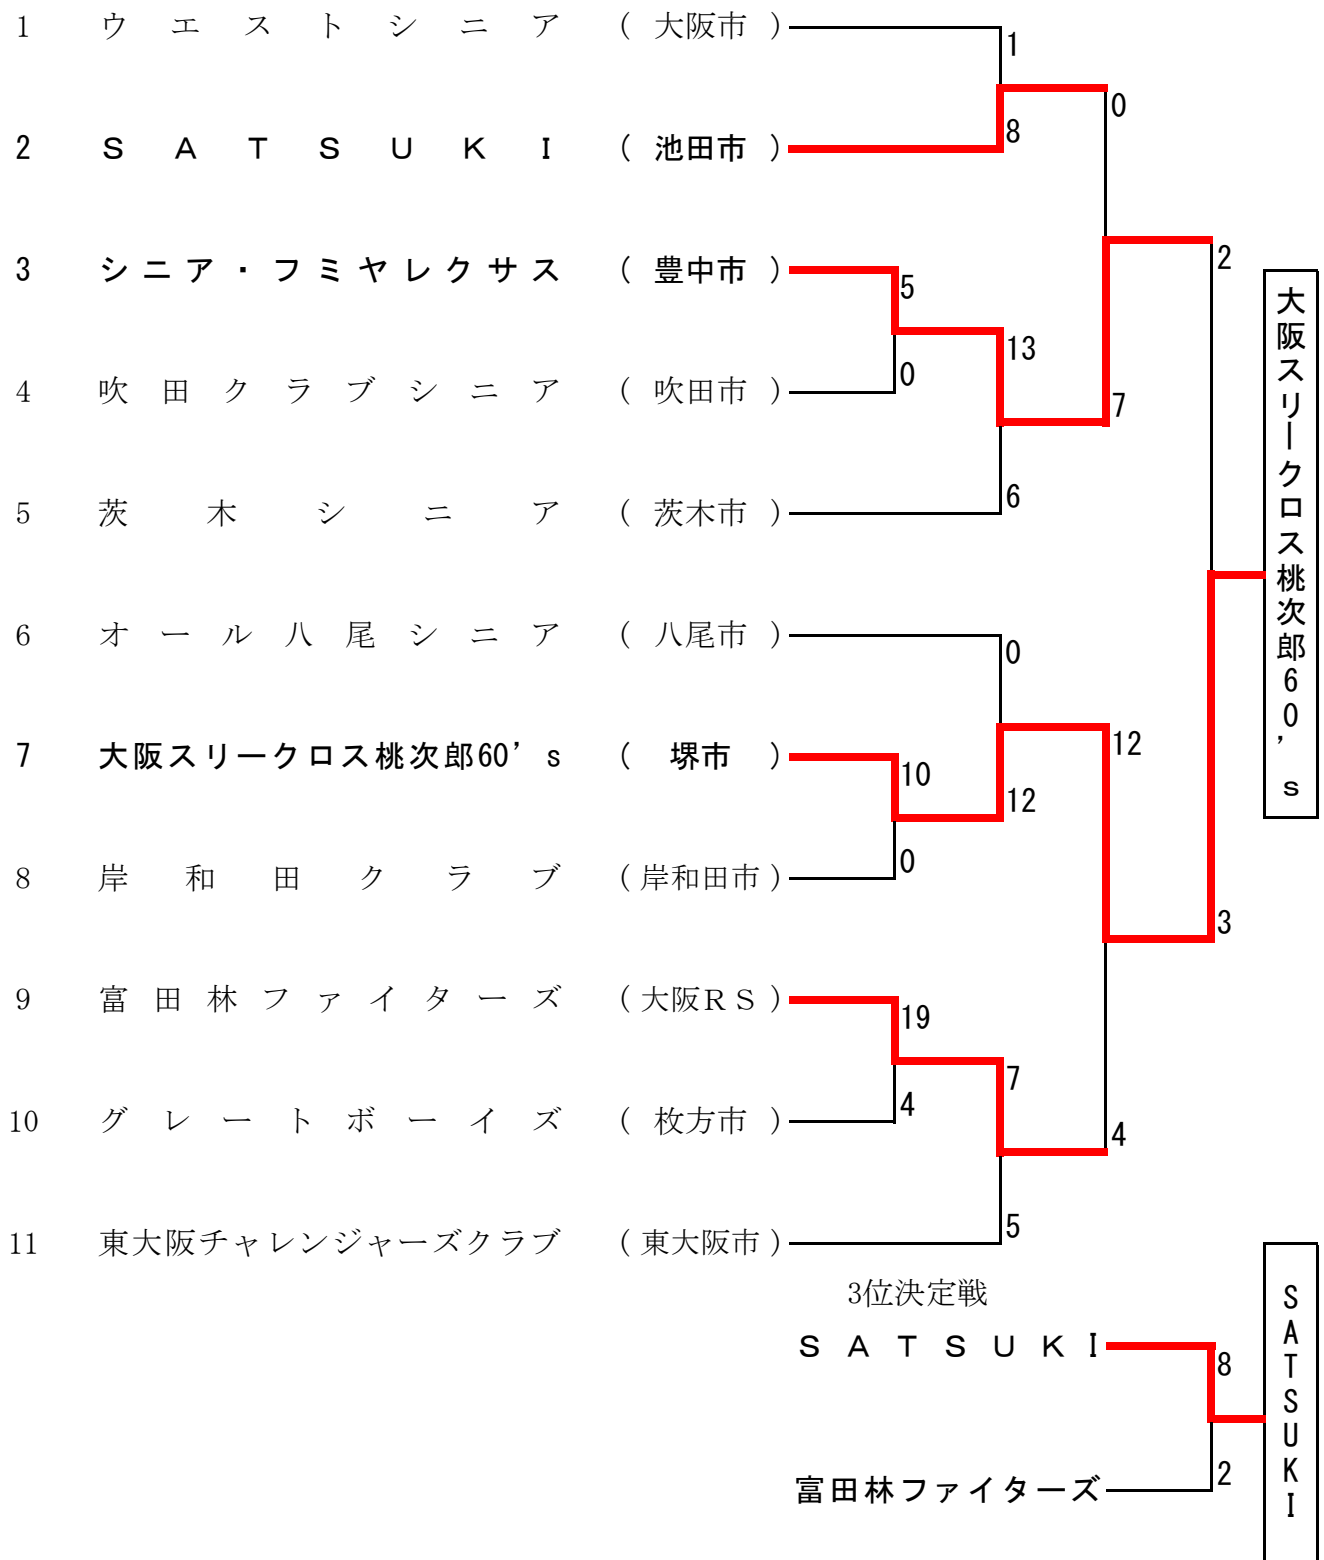 1 ウエストシニア (大阪市) 1
0
2 SATSUKI (池田市) 8
3 シニア・フミヤレクサス (豊中市) 5
2
13
4 吹田クラブシニア (吹田市) 0
7
5 茨木シニア (茨木市) 6
大阪スリークロス桃次郎60’s
6 オール八尾シニア (八尾市) 0
12
7 大阪スリークロス桃次郎60’s (堺市) 10
12
8 岸和田クラブ (岸和田市) 0
3
9 富田林ファイターズ (大阪RS) 19
7
10 グレートボーイズ (枚方市) 4
4
11 東大阪チャレンジャーズクラブ (東大阪市) 5
3位決定戦
SATSUKI 8
富田林ファイターズ 2
SATSUKI